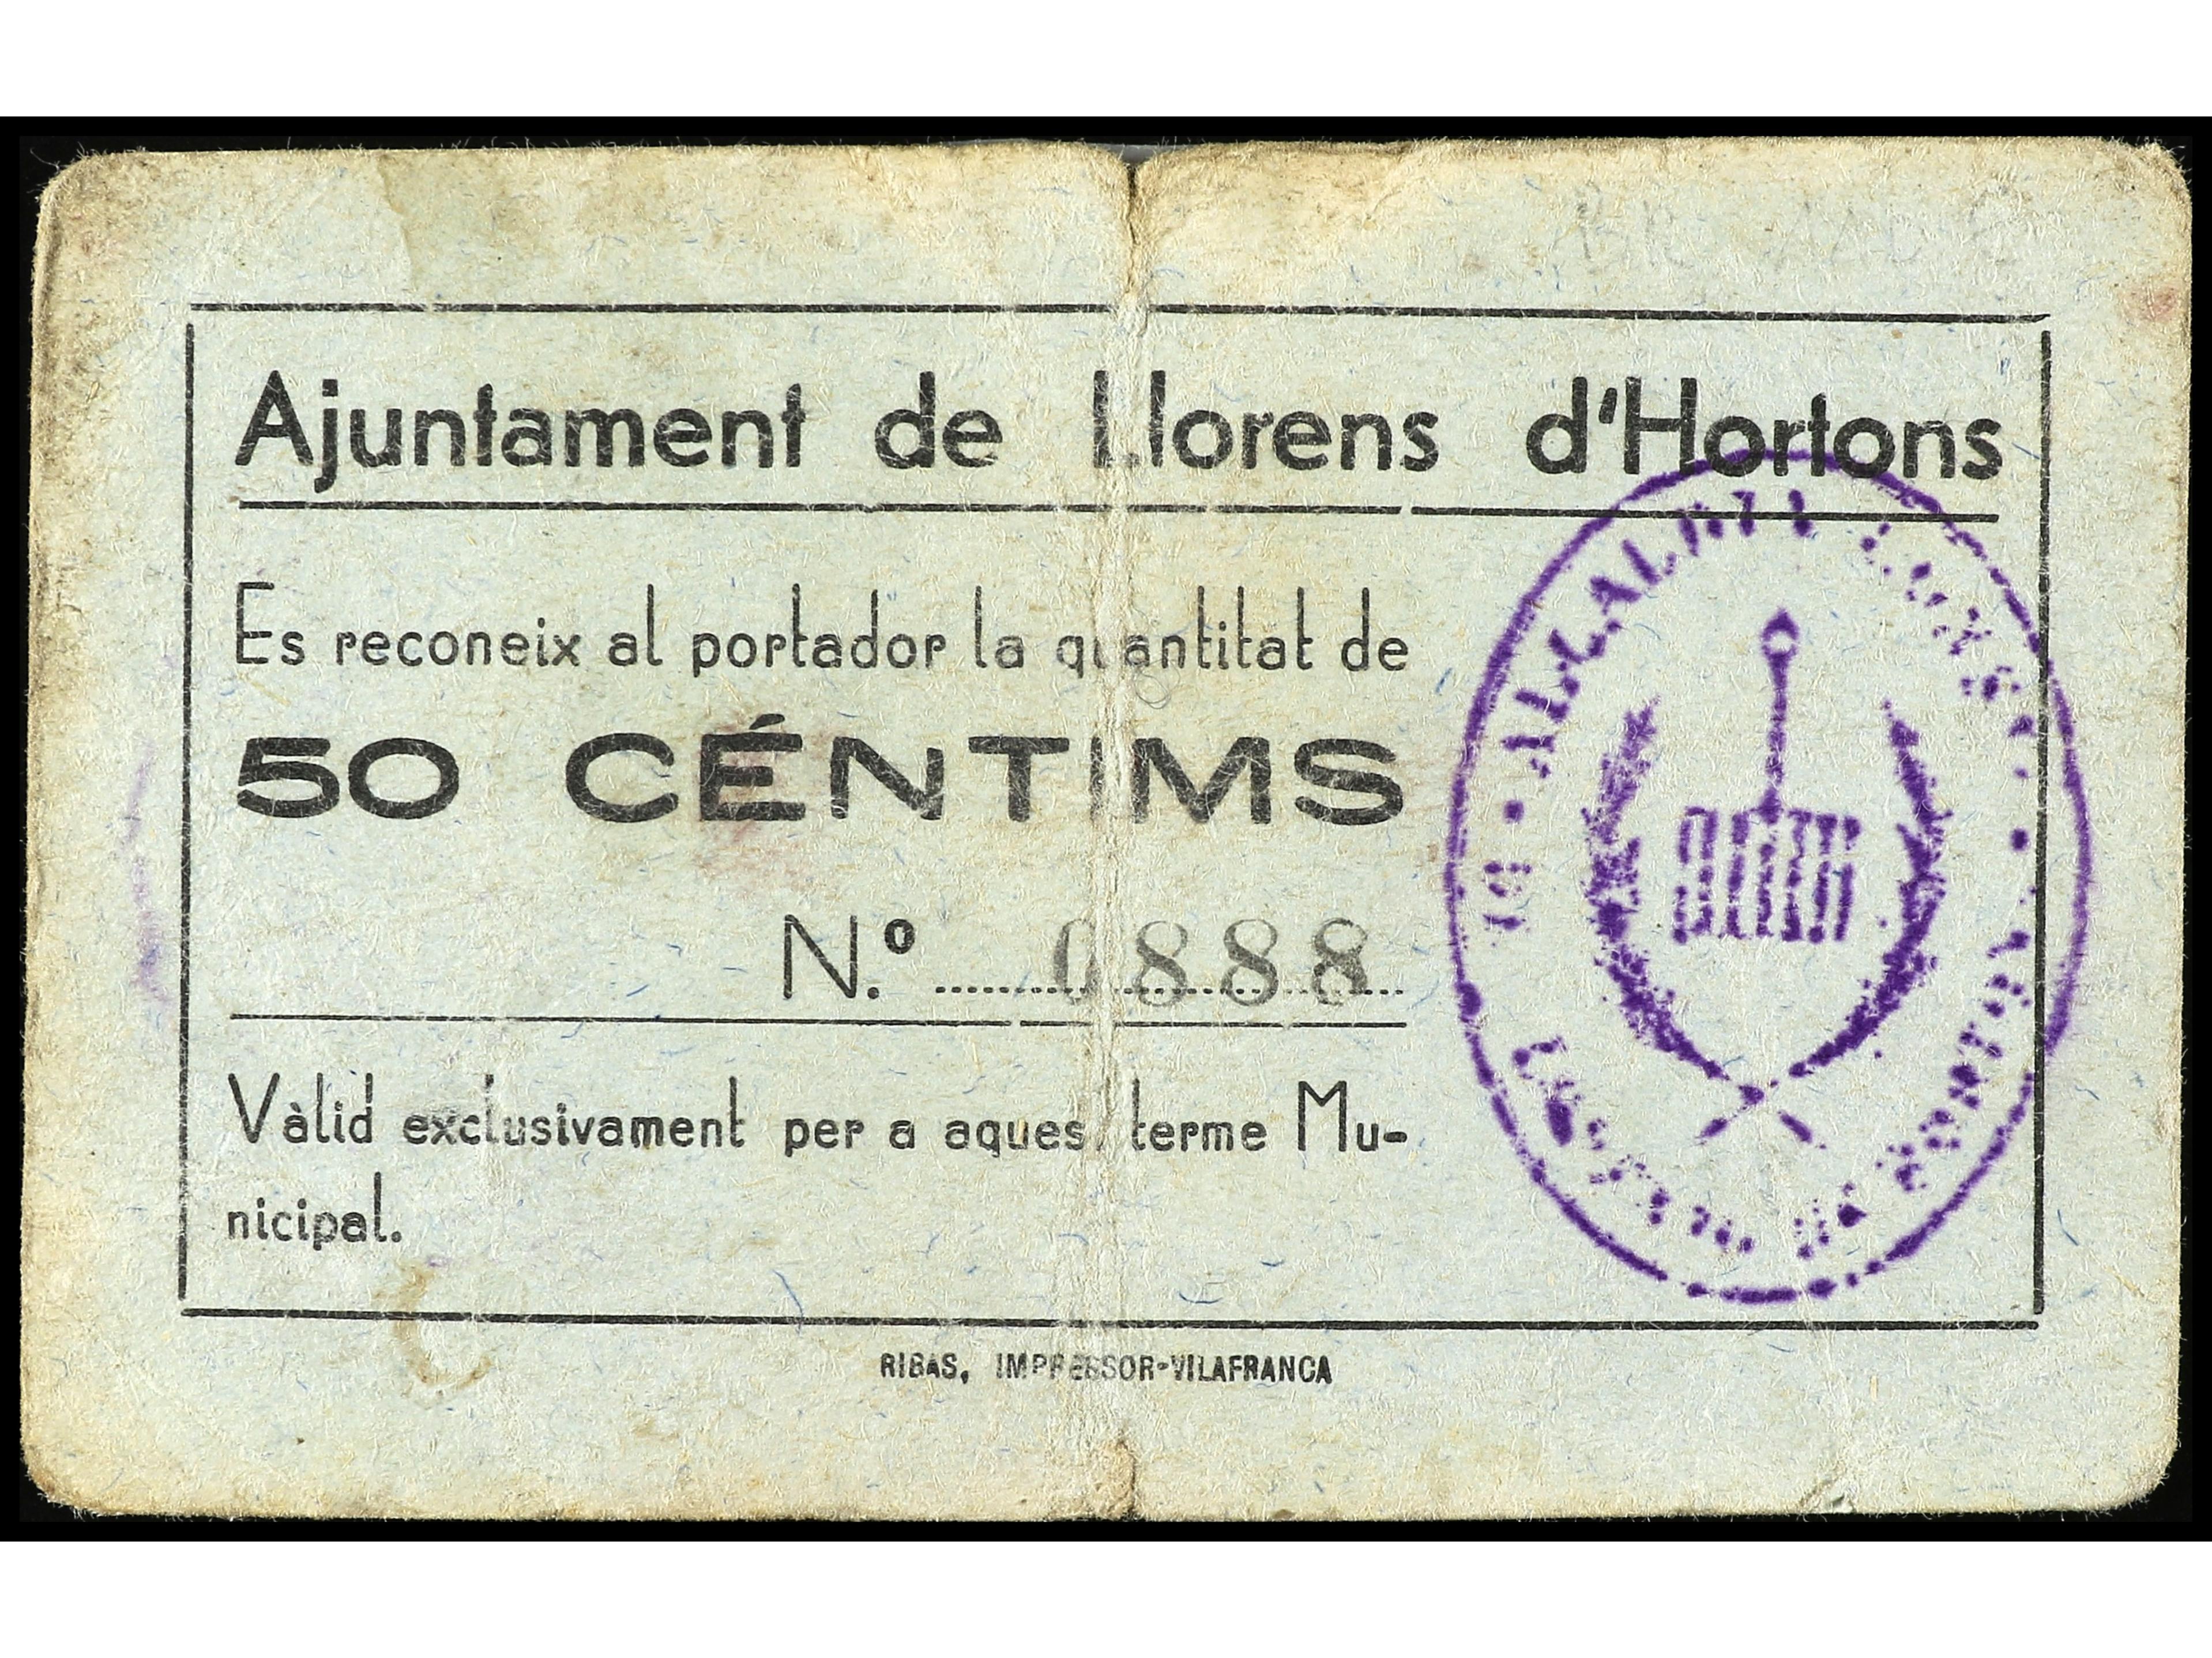 Ajuntament de Llorens d'Hortons
Es reconeix al portador la quantitat de
50 CÉNTIMS
N.º 0888
Vàlid exclusivament per a aquest terme Mu-
nicipal.
RIBAS, IMPRESSOR-VILAFRANCA